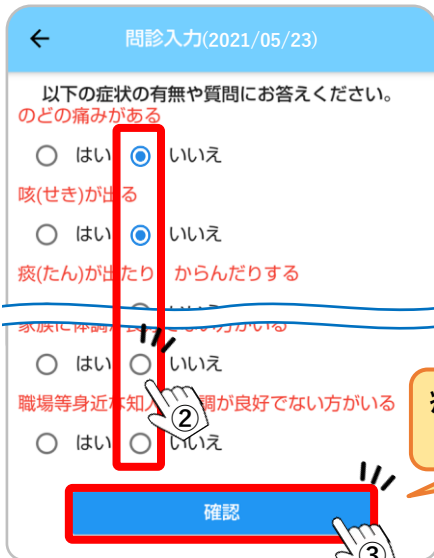 問診入力(2021/05/23)
以下の症状の有無や質問にお答えください。
のどの痛みがある
はい いいえ
咳(せき)が出る
はい いいえ
痰(たん)が出たり からんだりする
はい いいえ
職場等身近な知 調が良好でない方がいる
②
はい いいえ
確認
③